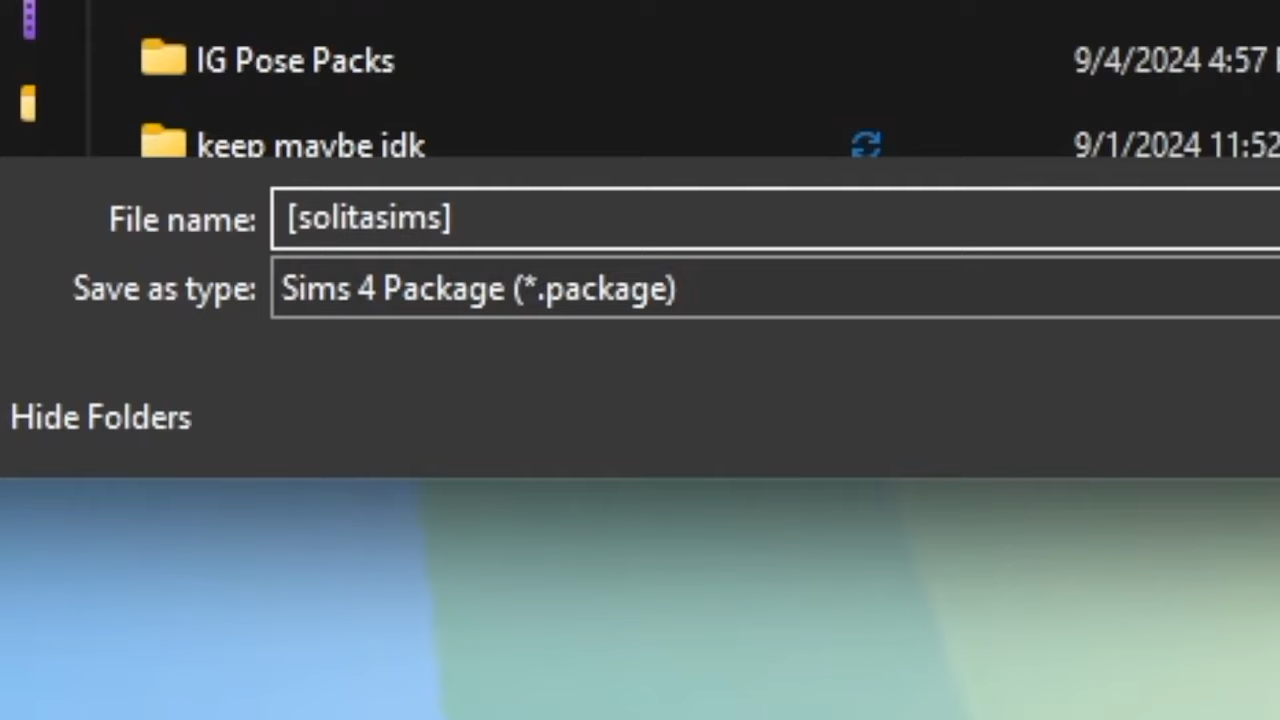 IG Pose Packs 9/4/2024 4:57
keep maybe idk 9/1/2024 11:52
File name: [solitasims]
Save as type: Sims 4 Package (*.package)
Hide Folders